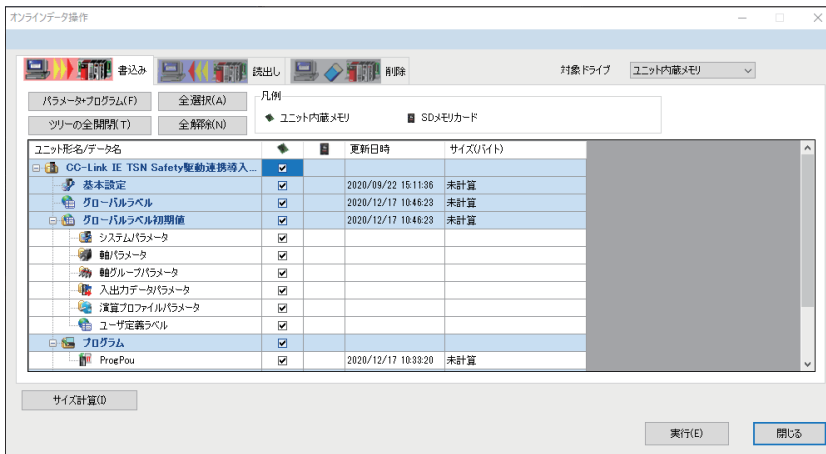 オンラインデータ操作
書込み 読出し 削除 対象ドライブ ユニット内蔵メモリ
パラメータ+プログラム(F) 全選択(A) 凡例
ツリーの全開閉(T) 全解除(N) ユニット内蔵メモリ SDメモリカード
ユニット形名/データ名 更新日時 サイズ(バイト)
CC-Link IE TSN Safety駆動連携導入...
基本設定 2020/09/22 15:11:36 未計算
グローバルラベル 2020/12/17 10:46:23 未計算
グローバルラベル初期値 2020/12/17 10:46:23 未計算
システムパラメータ
軸パラメータ
軸グループパラメータ
入出力データパラメータ
演算プロファイルパラメータ
ユーザ定義ラベル
プログラム
ProgPou 2020/12/17 10:33:20 未計算
サイズ計算(I)
実行(E) 閉じる